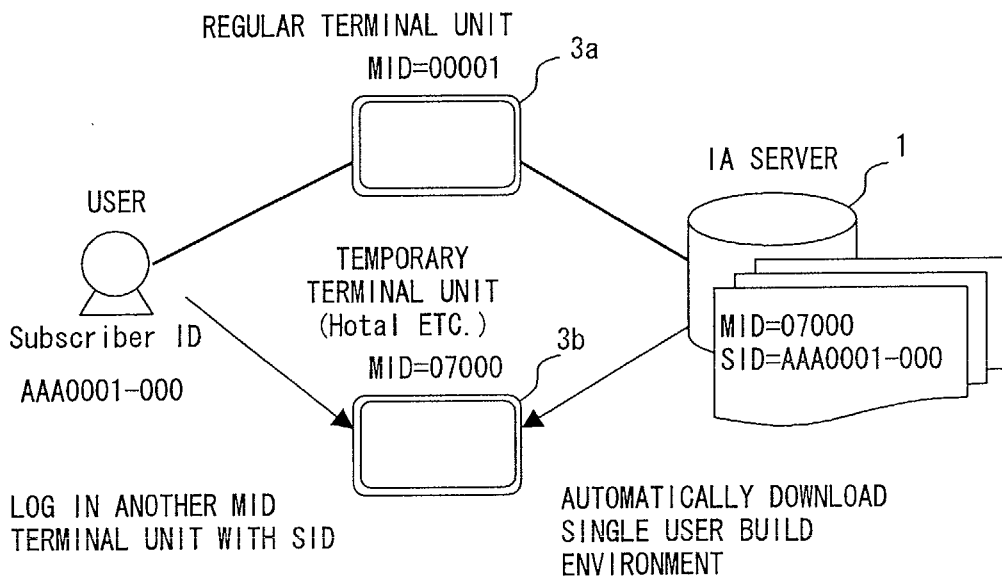 REGULAR TERMINAL UNIT
MID=00001
3a
IA SERVER
1
USER
TEMPORARY
TERMINAL UNIT
(Hotal ETC.)
Subscriber ID
AAA0001-000
MID=07000
3b
MID=07000
SID=AAA0001-000
LOG IN ANOTHER MID
TERMINAL UNIT WITH SID
AUTOMATICALLY DOWNLOAD
SINGLE USER BUILD
ENVIRONMENT